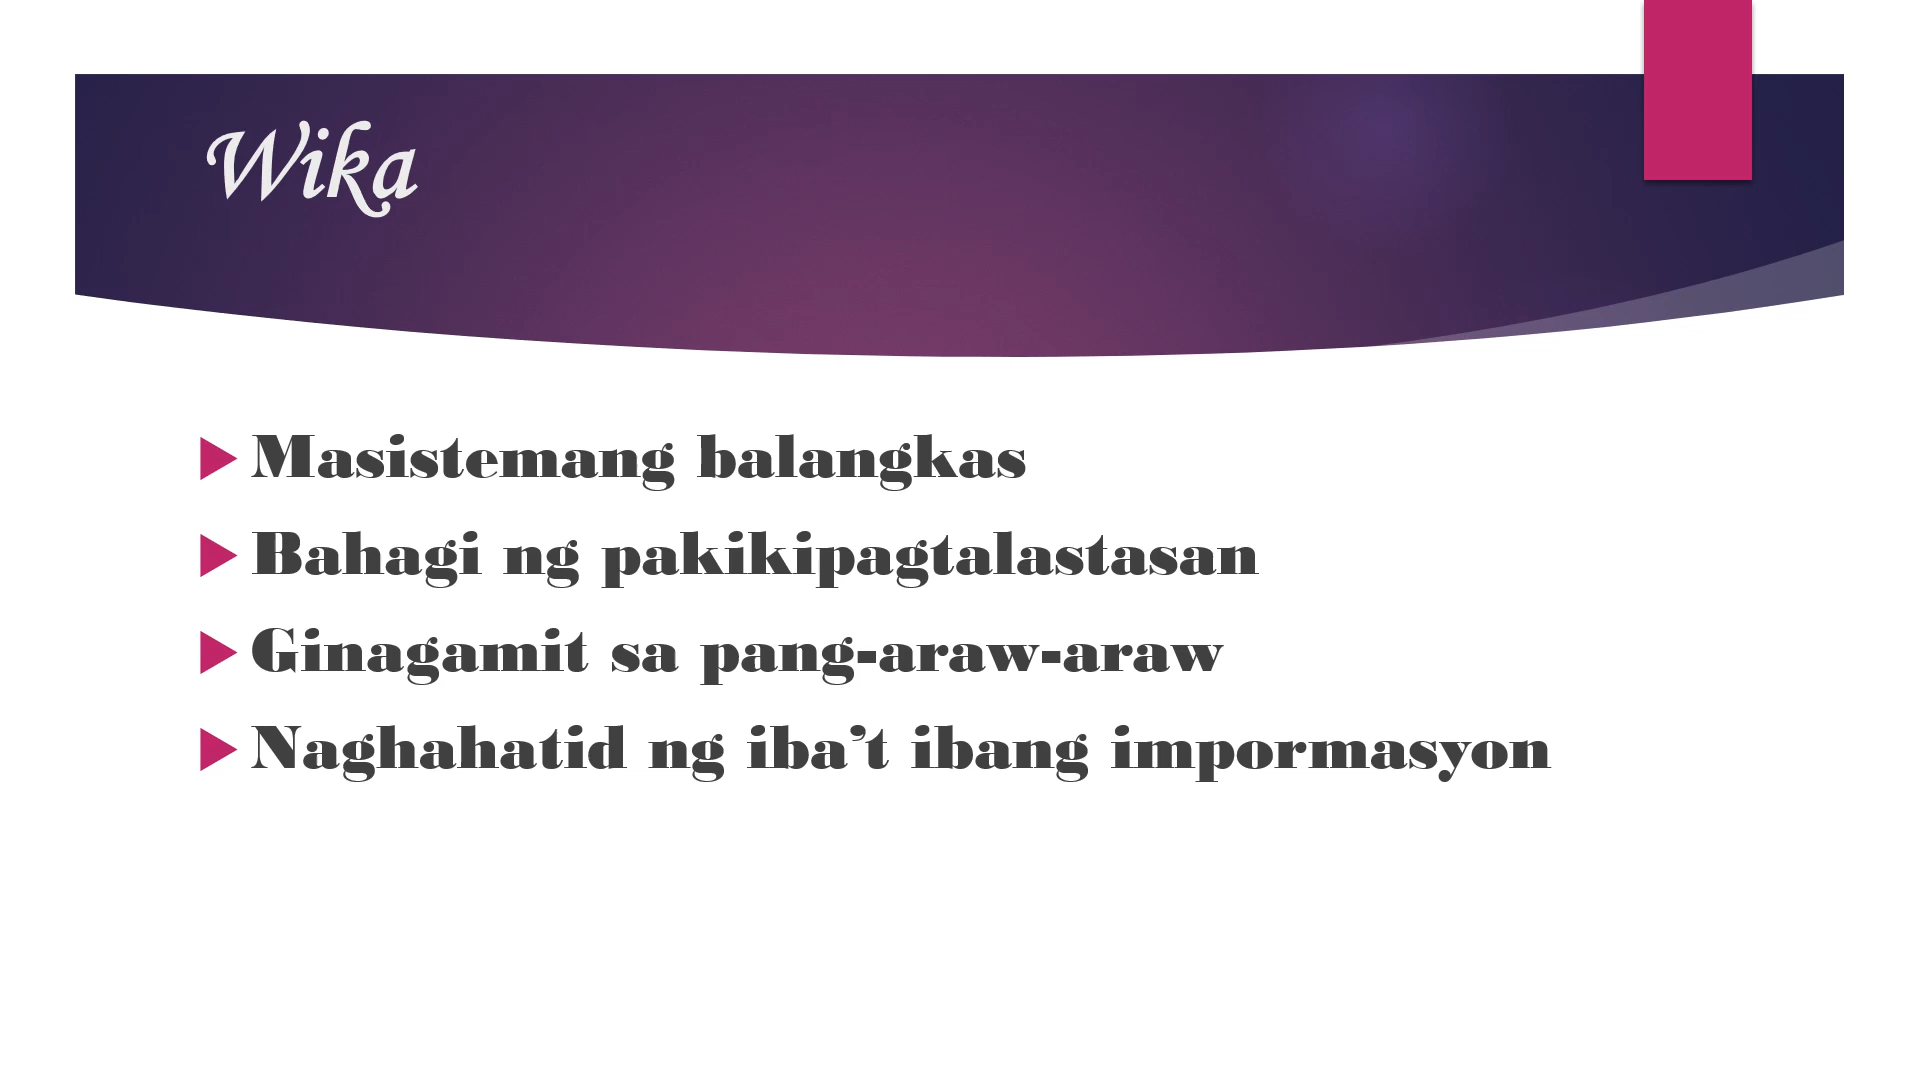 Wika
Masistemang balangkas
Bahagi ng pakikipagtalastasan
Ginagamit sa pang-araw-araw
Naghahatid ng iba’t ibang impormasyon